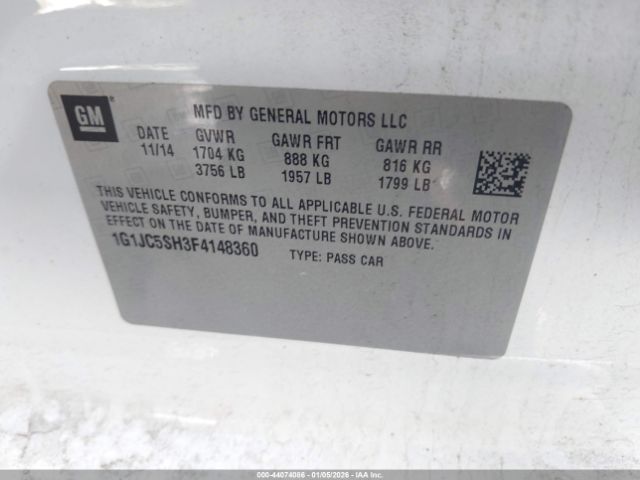 GM
MFD BY GENERAL MOTORS LLC
DATE GVWR GAWR FRT GAWR RR
11/14 1704 KG 888 KG 816 KG
3756 LB 1957 LB 1799 LB
THIS VEHICLE CONFORMS TO ALL APPLICABLE U.S. FEDERAL MOTOR
VEHICLE SAFETY, BUMPER, AND THEFT PREVENTION STANDARDS IN
EFFECT ON THE DATE OF MANUFACTURE SHOWN ABOVE.
1G1JC5SH3F4148360 TYPE: PASS CAR
000-44074086 - 01/05/2026 - IAAI.com